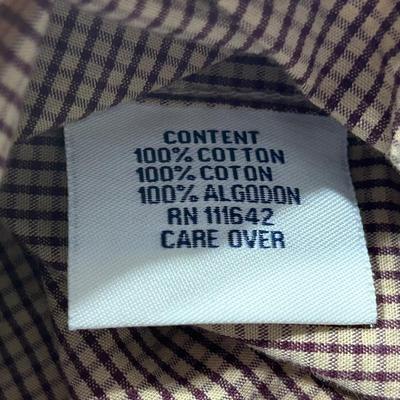 CONTENT
100% COTTON
100% COTON
100% ALGODON
RN 111642
CARE OVER